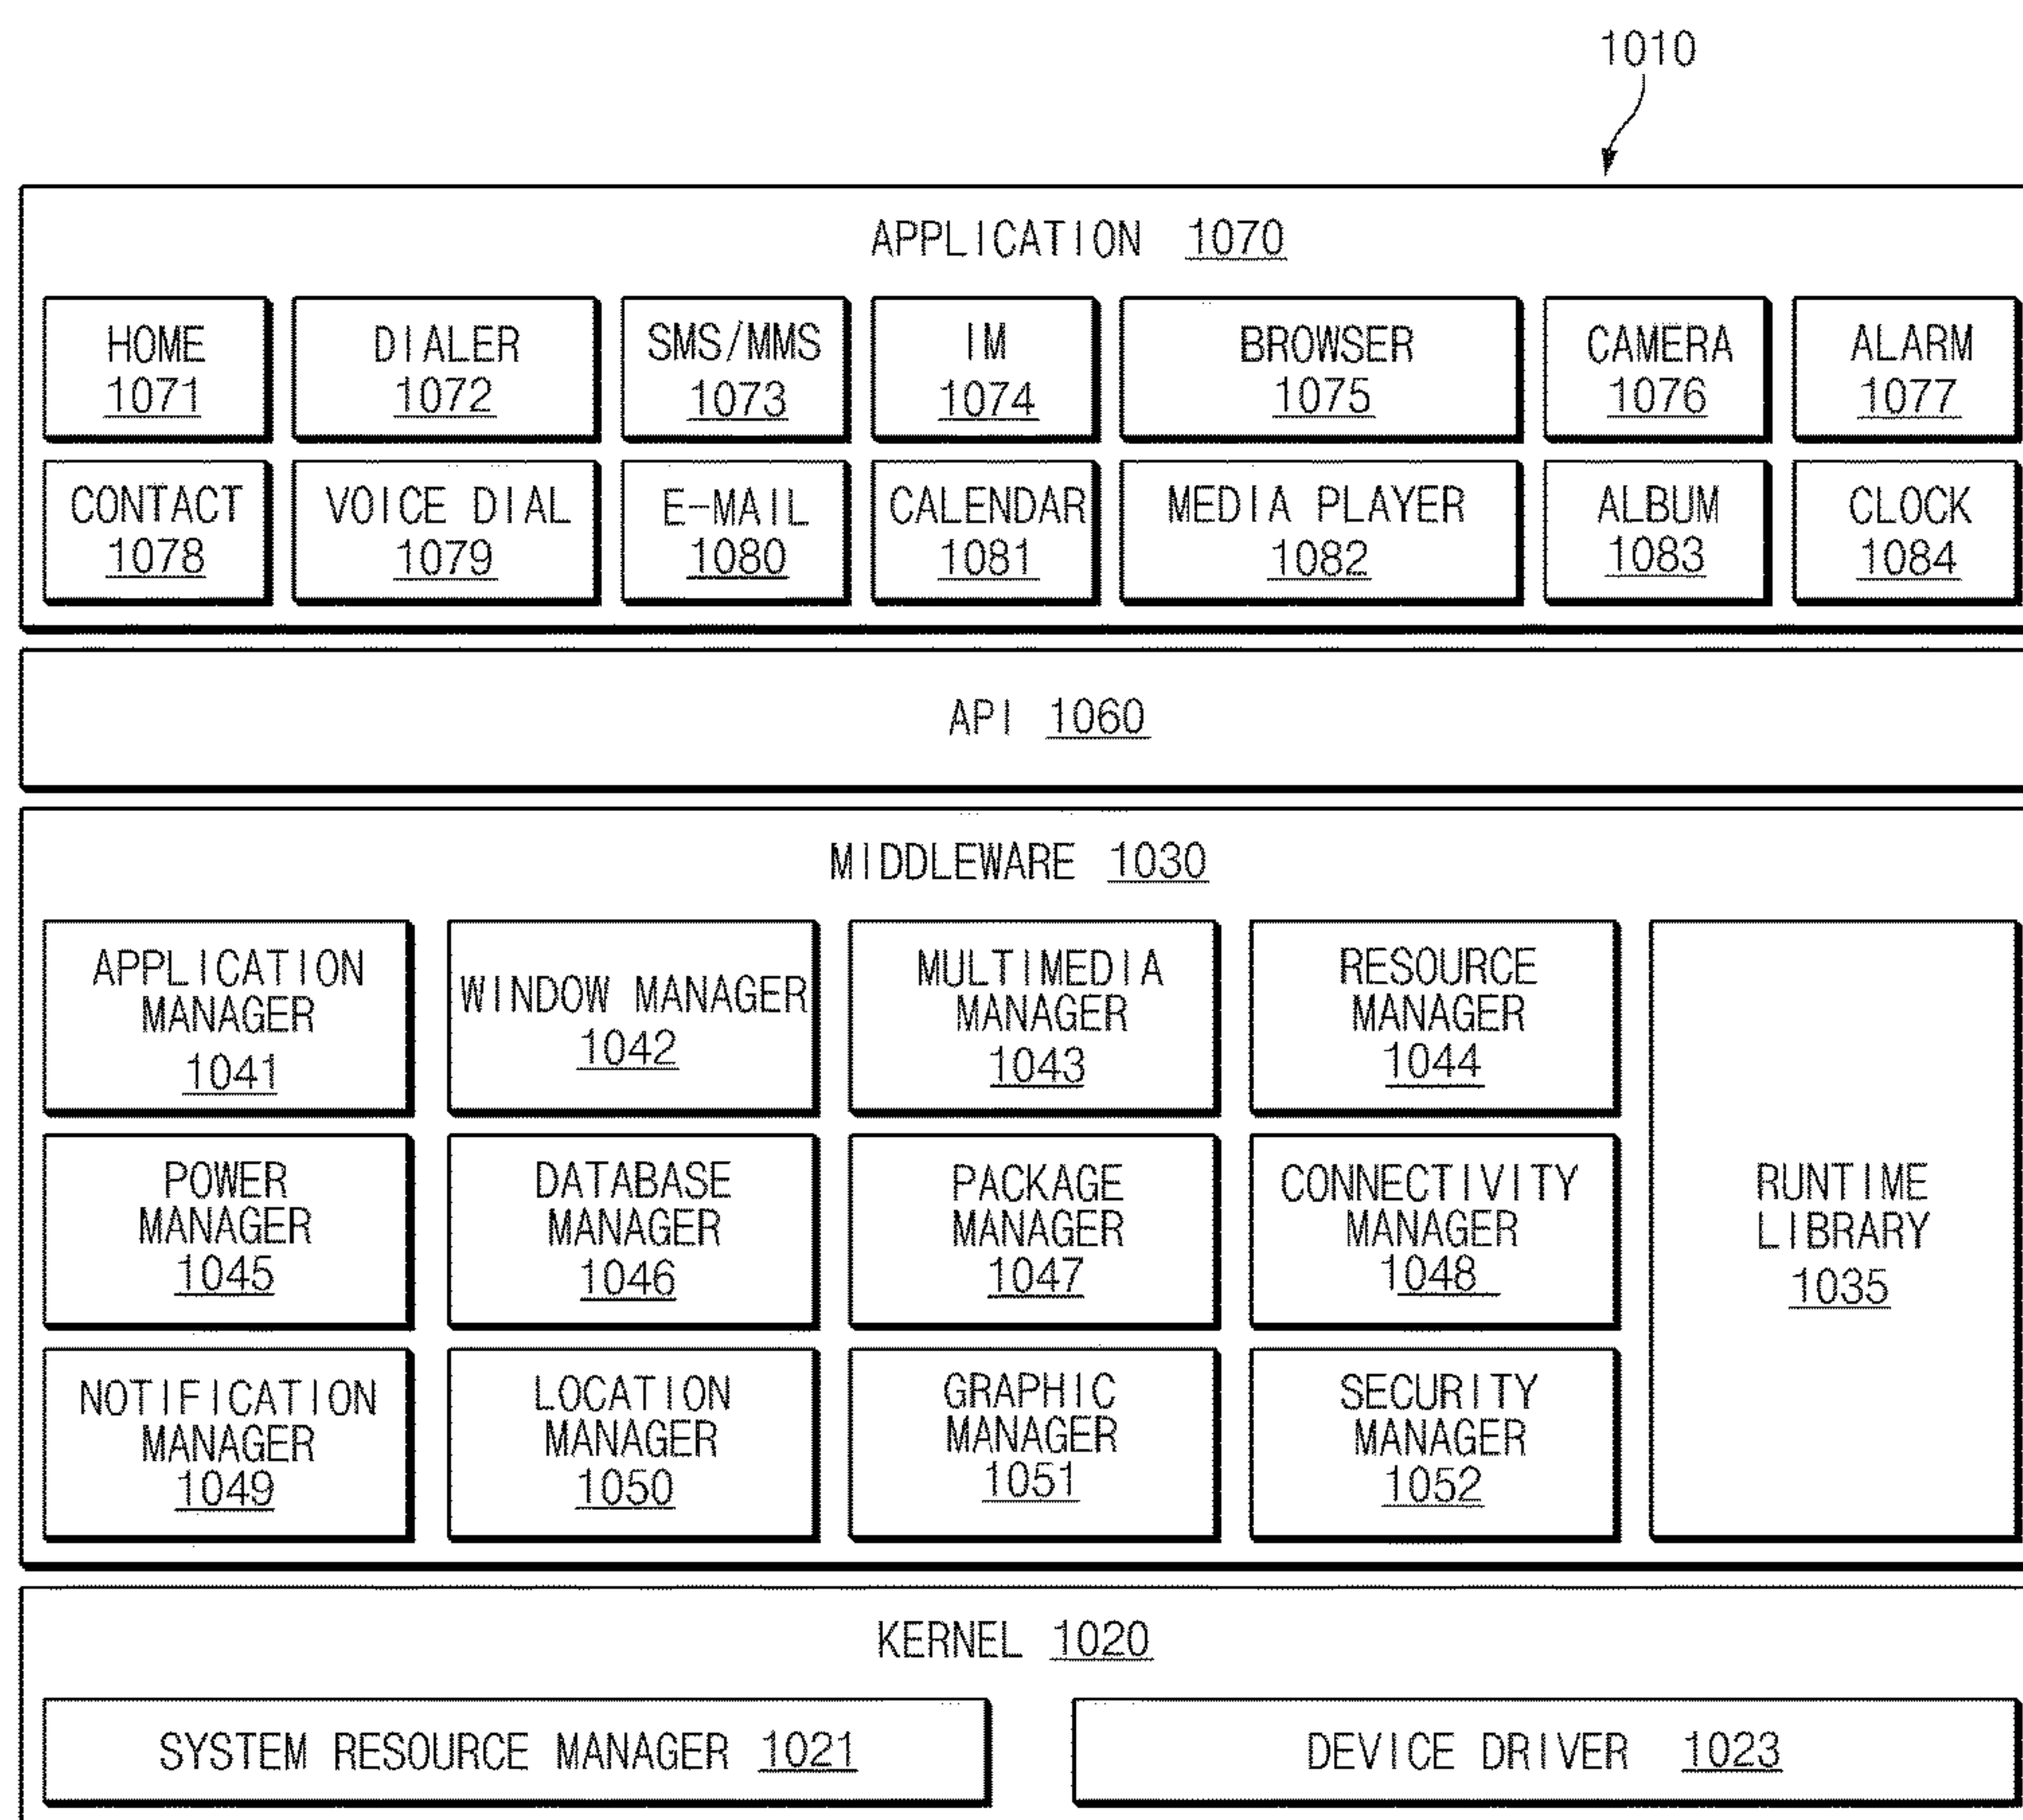 1010
APPLICATION 1070
HOME
1071
DIALER
1072
SMS/MMS
1073
IM
1074
BROWSER
1075
CAMERA
1076
ALARM
1077
CONTACT
1078
VOICE DIAL
1079
E-MAIL
1080
CALENDAR
1081
MEDIA PLAYER
1082
ALBUM
1083
CLOCK
1084
API 1060
MIDDLEWARE 1030
APPLICATION
MANAGER
1041
WINDOW MANAGER
1042
MULTIMEDIA
MANAGER
1043
RESOURCE
MANAGER
1044
POWER
MANAGER
1045
DATABASE
MANAGER
1046
PACKAGE
MANAGER
1047
CONNECTIVITY
MANAGER
1048
RUNTIME
LIBRARY
1035
NOTIFICATION
MANAGER
1049
LOCATION
MANAGER
1050
GRAPHIC
MANAGER
1051
SECURITY
MANAGER
1052
KERNEL 1020
SYSTEM RESOURCE MANAGER 1021
DEVICE DRIVER 1023